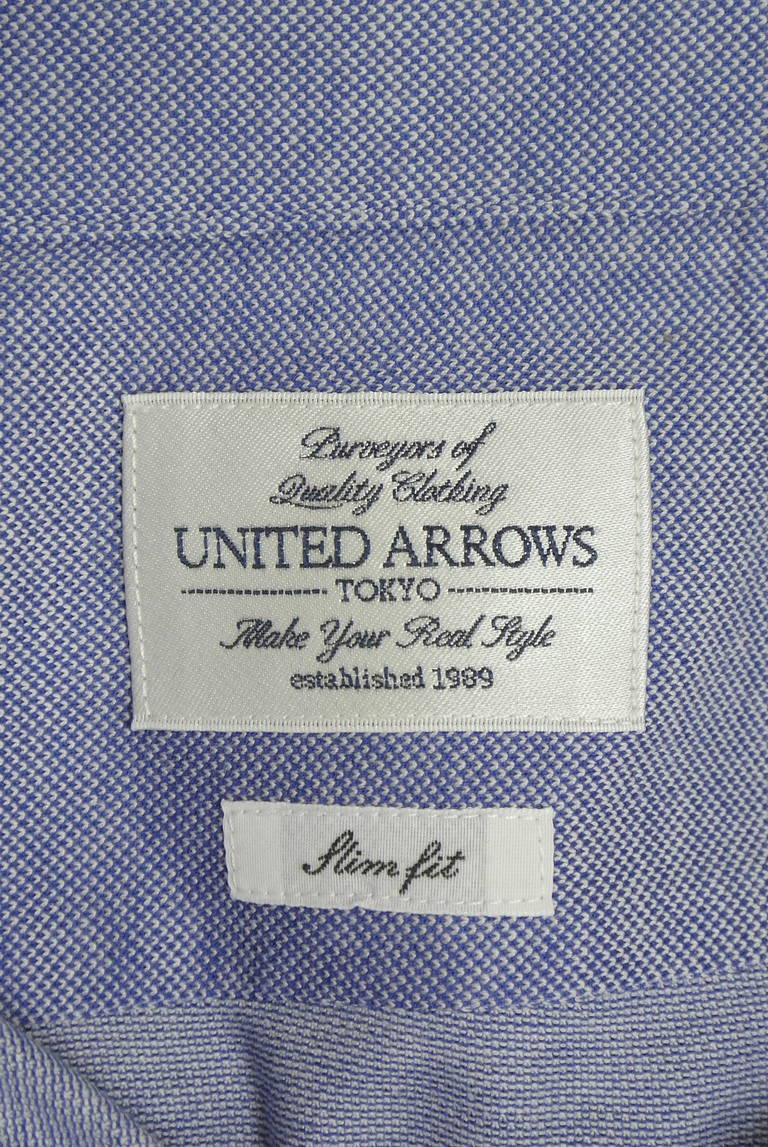 Purveyors of
Quality Clothing
UNITED ARROWS
TOKYO
Make Your Real Style
established 1989
Slim fit